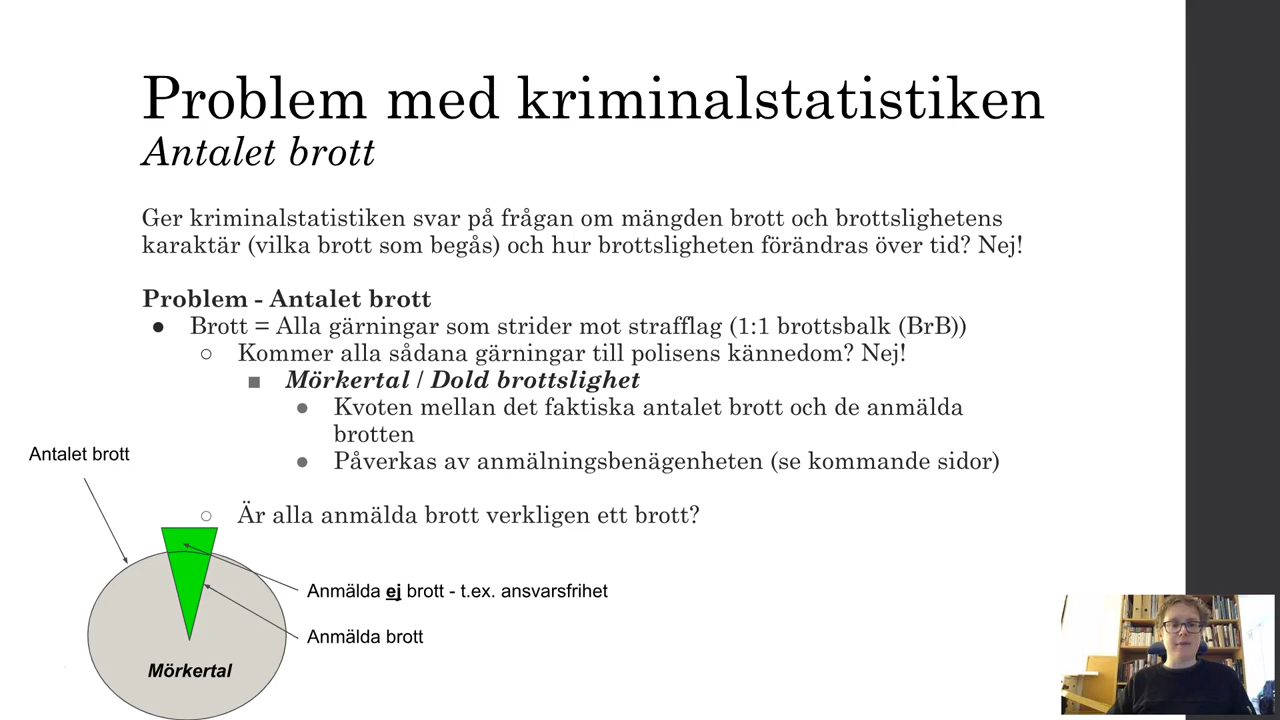 Problem med kriminalstatistiken
Antalet brott
Ger kriminalstatistiken svar på frågan om mängden brott och brottslighetens
karaktär (vilka brott som begås) och hur brottsligheten förändras över tid? Nej!
Problem - Antalet brott
● Brott = Alla gärningar som strider mot strafflag (1:1 brottsbalk (BrB))
○ Kommer alla sådana gärningar till polisens kännedom? Nej!
■ Mörkertal / Dold brottslighet
● Kvoten mellan det faktiska antalet brott och de anmälda
brotten
● Påverkas av anmälningsbenägenheten (se kommande sidor)
○ Är alla anmälda brott verkligen ett brott?
Antalet brott
Anmälda ej brott - t.ex. ansvarsfrihet
Anmälda brott
Mörkertal